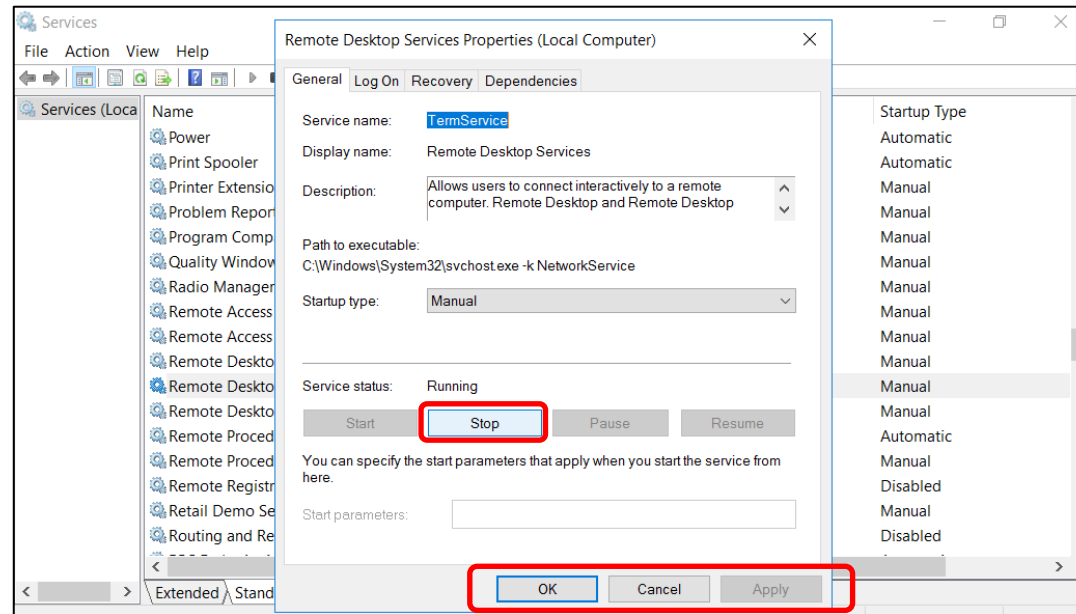 Services
File Action View Help
Services (Loca
Name
Startup Type
Power
Automatic
Print Spooler
Automatic
Printer Extensio
Manual
Problem Report
Manual
Program Comp
Manual
Quality Window
Manual
Radio Manager
Manual
Remote Access
Manual
Remote Access
Manual
Remote Deskto
Manual
Remote Deskto
Manual
Remote Deskto
Manual
Remote Proced
Automatic
Remote Proced
Manual
Remote Registr
Disabled
Retail Demo Se
Manual
Routing and Re
Disabled
Extended Stand
Remote Desktop Services Properties (Local Computer)
General Log On Recovery Dependencies
Service name: TermService
Display name: Remote Desktop Services
Description: Allows users to connect interactively to a remote
computer. Remote Desktop and Remote Desktop
Path to executable:
C:\Windows\System32\svchost.exe -k NetworkService
Startup type: Manual
Service status: Running
Start Stop Pause Resume
You can specify the start parameters that apply when you start the service from
here.
Start parameters:
OK Cancel Apply